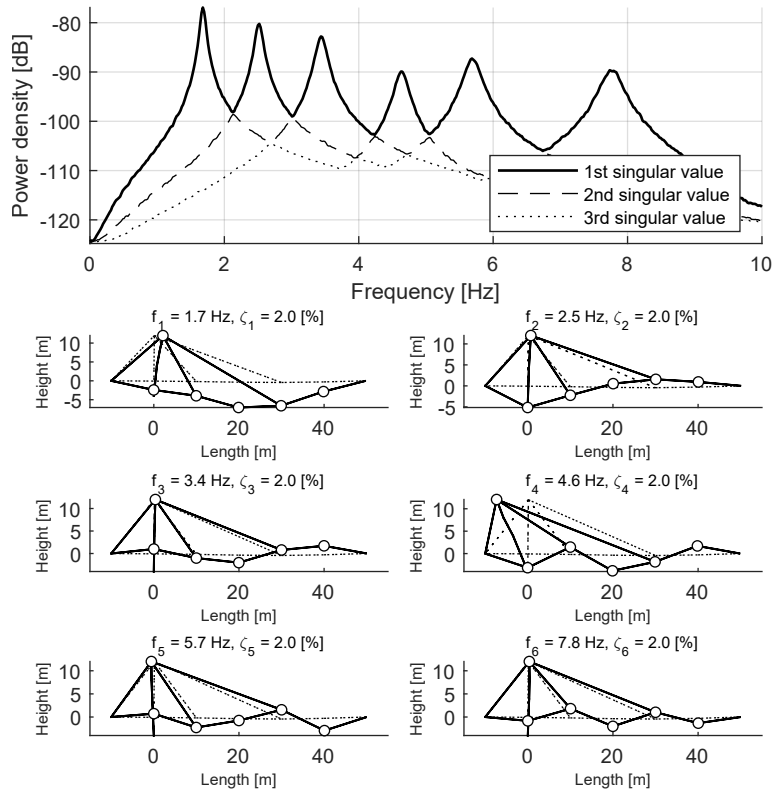 Power density [dB]
-80
-90
-100
-110
-120
1st singular value
2nd singular value
3rd singular value
0 2 4 6 8 10
Frequency [Hz]
f1 = 1.7 Hz, ζ1 = 2.0 [%]
Height [m]
10
5
0
-5
0 20 40
Length [m]
f2 = 2.5 Hz, ζ2 = 2.0 [%]
Height [m]
10
5
0
-5
0 20 40
Length [m]
f3 = 3.4 Hz, ζ3 = 2.0 [%]
Height [m]
10
5
0
0 20 40
Length [m]
f4 = 4.6 Hz, ζ4 = 2.0 [%]
Height [m]
10
5
0
0 20 40
Length [m]
f5 = 5.7 Hz, ζ5 = 2.0 [%]
Height [m]
10
5
0
0 20 40
Length [m]
f6 = 7.8 Hz, ζ6 = 2.0 [%]
Height [m]
10
5
0
0 20 40
Length [m]